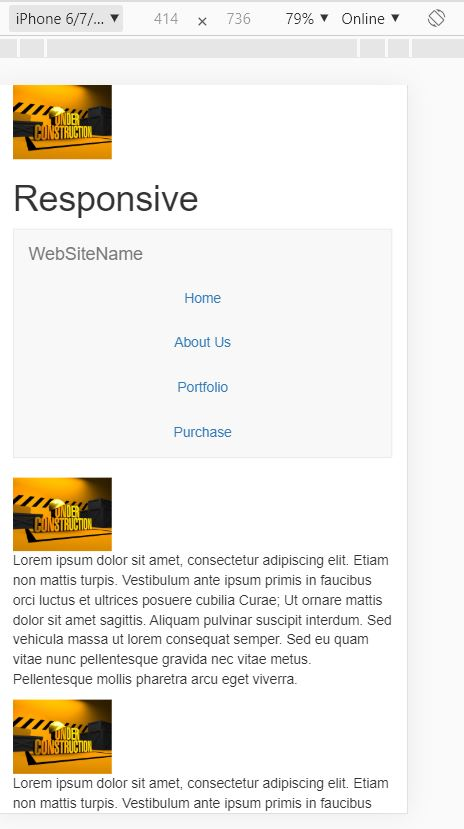 iPhone 6/7/... ▼ 414 × 736 79% ▼ Online ▼
UNDER
CONSTRUCTION
Responsive
WebSiteName
Home
About Us
Portfolio
Purchase
UNDER
CONSTRUCTION
Lorem ipsum dolor sit amet, consectetur adipiscing elit. Etiam
non mattis turpis. Vestibulum ante ipsum primis in faucibus
orci luctus et ultrices posuere cubilia Curae; Ut ornare mattis
dolor sit amet sagittis. Aliquam pulvinar suscipit interdum. Sed
vehicula massa ut lorem consequat semper. Sed eu quam
vitae nunc pellentesque gravida nec vitae metus.
Pellentesque mollis pharetra arcu eget viverra.
UNDER
CONSTRUCTION
Lorem ipsum dolor sit amet, consectetur adipiscing elit. Etiam
non mattis turpis. Vestibulum ante ipsum primis in faucibus